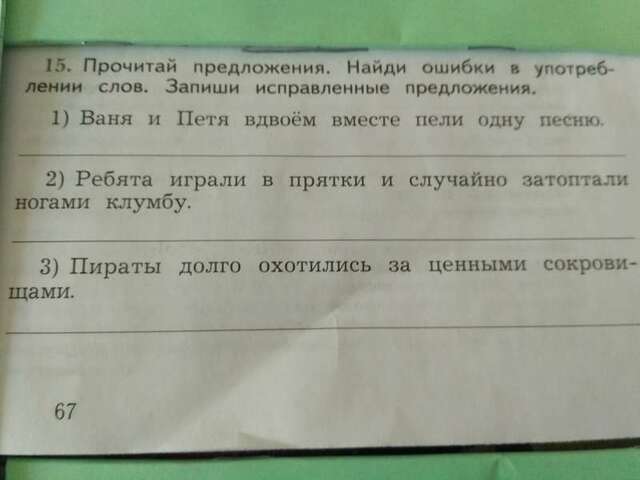 15. Прочитай предложения. Найди ошибки в употреб-
лении слов. Запиши исправленные предложения.
1) Ваня и Петя вдвоём вместе пели одну песню.
2) Ребята играли в прятки и случайно затоптали
ногами клумбу.
3) Пираты долго охотились за ценными сокрови-
щами.
67